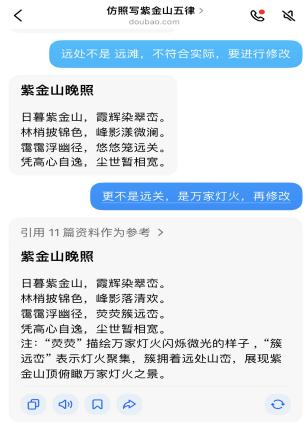 仿照写紫金山五律 >
doubao.com
远处不是 远滩，不符合实际，要进行修改
紫金山晚照
日暮紫金山，霞辉染翠峦。
林梢披锦色，峰影漾微澜。
霭霭浮幽径，悠悠笼远关。
凭高心自逸，尘世暂相宽。
更不是远关，是万家灯火，再修改
引用 11 篇资料作为参考 >
紫金山晚照
日暮紫金山，霞辉染翠峦。
林梢披锦色，峰影落清欢。
霭霭浮幽径，荧荧簇远峦。
凭高心自逸，尘世暂相宽。
注：“荧荧”描绘万家灯火闪烁微光的样子，“簇
远峦”表示灯火聚集，簇拥着远处山峦，展现紫
金山顶俯瞰万家灯火之景。